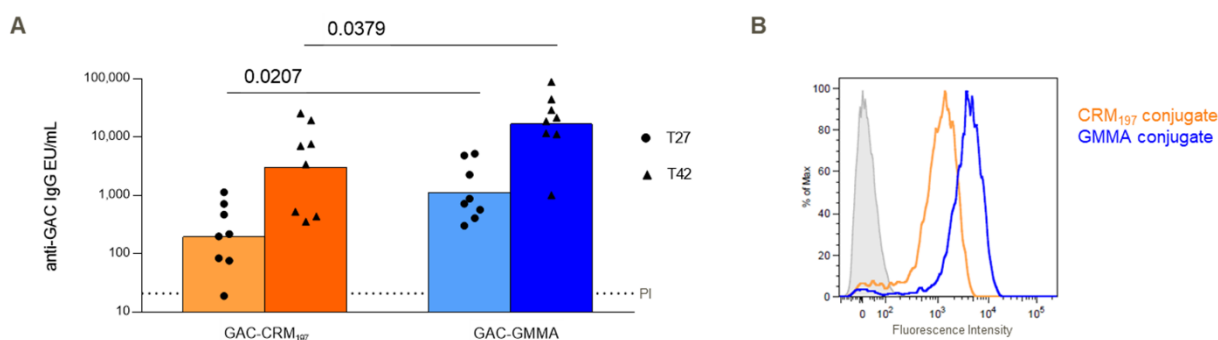 A
0.0379
0.0207
anti-GAC IgG EU/mL
100,000
10,000
1,000
100
10
T27
T42
PI
GAC-CRM₁₉₇
GAC-GMMA
B
% of Max
100
80
60
40
20
0
0 10² 10³ 10⁴ 10⁵
Fluorescence Intensity
CRM₁₉₇ conjugate
GMMA conjugate